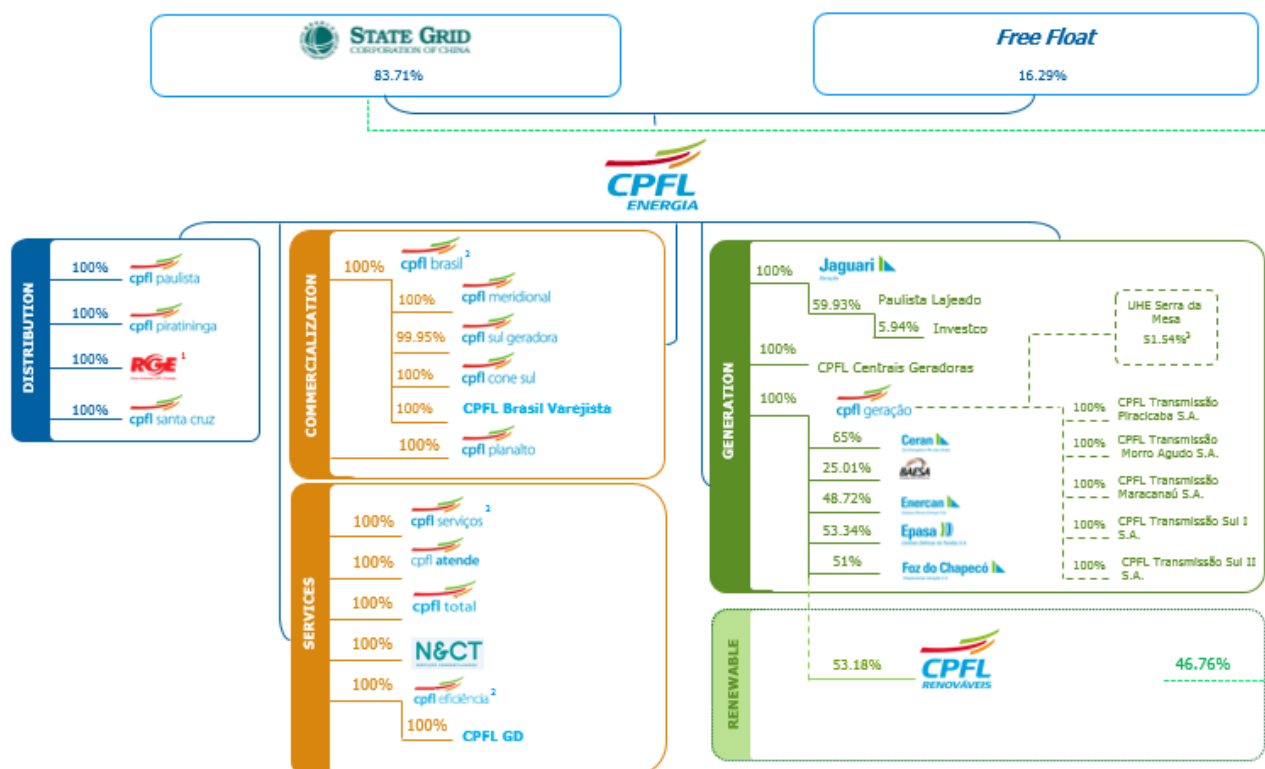 STATE GRID
CORPORATION OF CHINA
83.71%
Free Float
16.29%
CPFL
ENERGIA
DISTRIBUTION
100%
cpfl paulista
100%
cpfl piratininga
100%
RGE 1
100%
cpfl santa cruz
COMMERCIALIZATION
100%
cpfl brasil 2
100%
cpfl meridional
99.95%
cpfl sul geradora
100%
cpfl cone sul
100%
CPFL Brasil Varejista
100%
cpfl planalto
SERVICES
100%
cpfl serviços 2
100%
cpfl atende
100%
cpfl total
100%
N&CT
100%
cpfl eficiência 2
100%
CPFL GD
GENERATION
100%
Jaguari
59.93%
Paulista Lajeado
5.94%
Investco
100%
CPFL Centrais Geradoras
100%
cpfl geração
UHE Serra da
Mesa
51.54%3
65%
Ceran
25.01%
BAESA
48.72%
Enercan
53.34%
Epasa
51%
Foz do Chapecó
100%
CPFL Transmissão
Piracicaba S.A.
100%
CPFL Transmissão
Morro Agudo S.A.
100%
CPFL Transmissão
Maracanaú S.A.
100%
CPFL Transmissão Sul I
S.A.
100%
CPFL Transmissão Sul II
S.A.
RENEWABLE
53.18%
CPFL
RENOVÁVEIS
46.76%